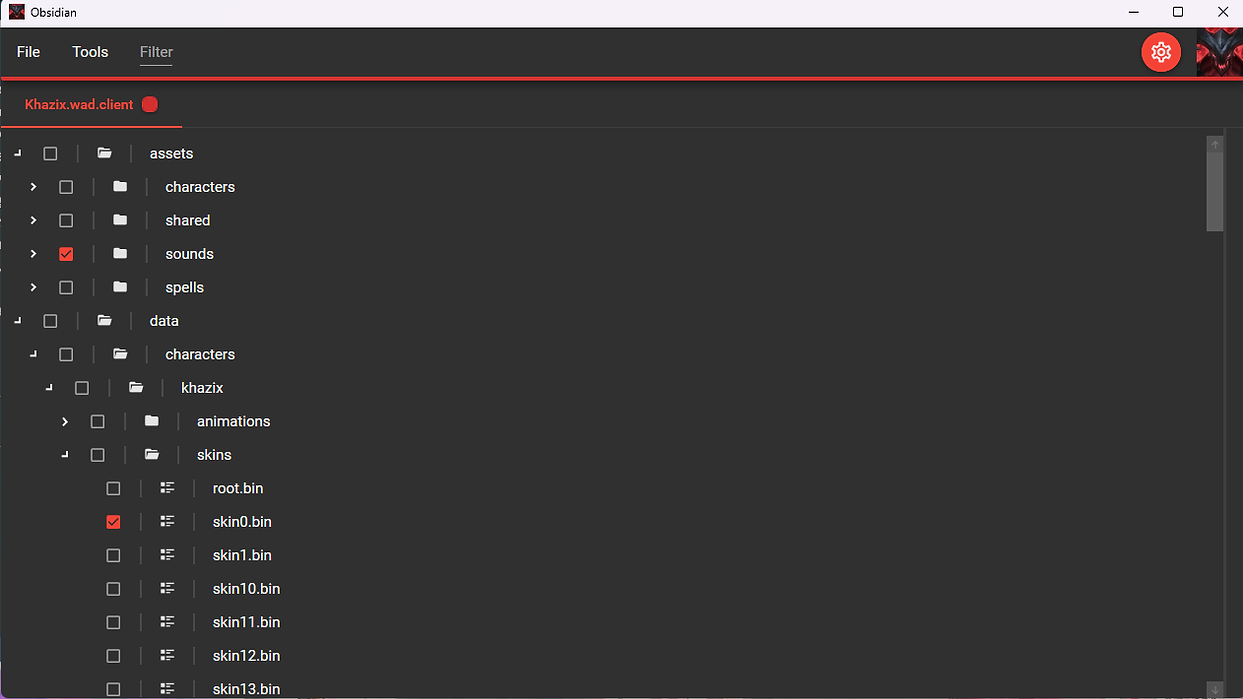 Obsidian
File Tools Filter
Khazix.wad.client
assets
characters
shared
sounds
spells
data
characters
khazix
animations
skins
root.bin
skin0.bin
skin1.bin
skin10.bin
skin11.bin
skin12.bin
skin13.bin